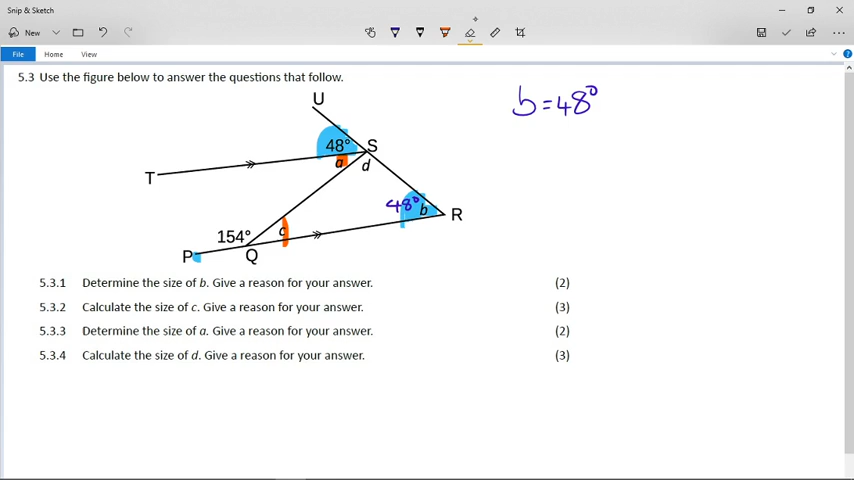 Snip & Sketch
New
File Home View
5.3 Use the figure below to answer the questions that follow.
b = 48°
U
48° S
a d
T
48° b R
154° c
P Q
5.3.1 Determine the size of b. Give a reason for your answer. (2)
5.3.2 Calculate the size of c. Give a reason for your answer. (3)
5.3.3 Determine the size of a. Give a reason for your answer. (2)
5.3.4 Calculate the size of d. Give a reason for your answer. (3)